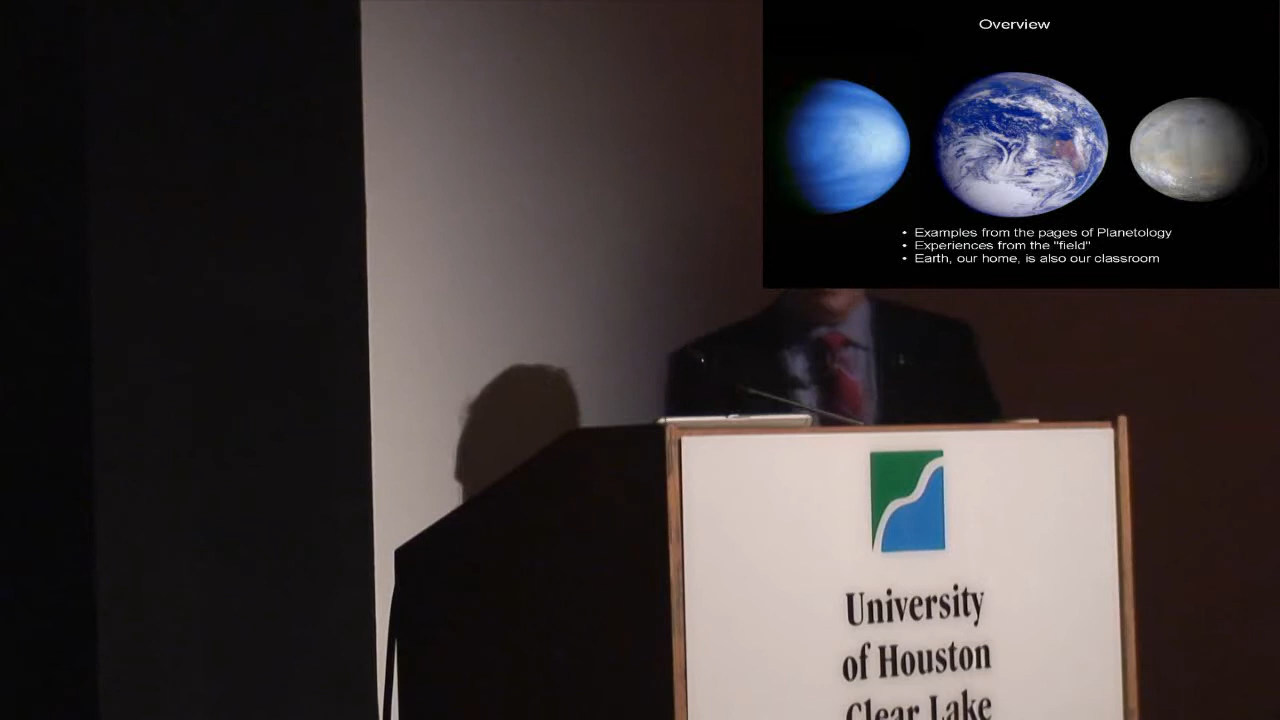 Overview
• Examples from the pages of Planetology
• Experiences from the "field"
• Earth, our home, is also our classroom
University
of Houston
Clear Lake